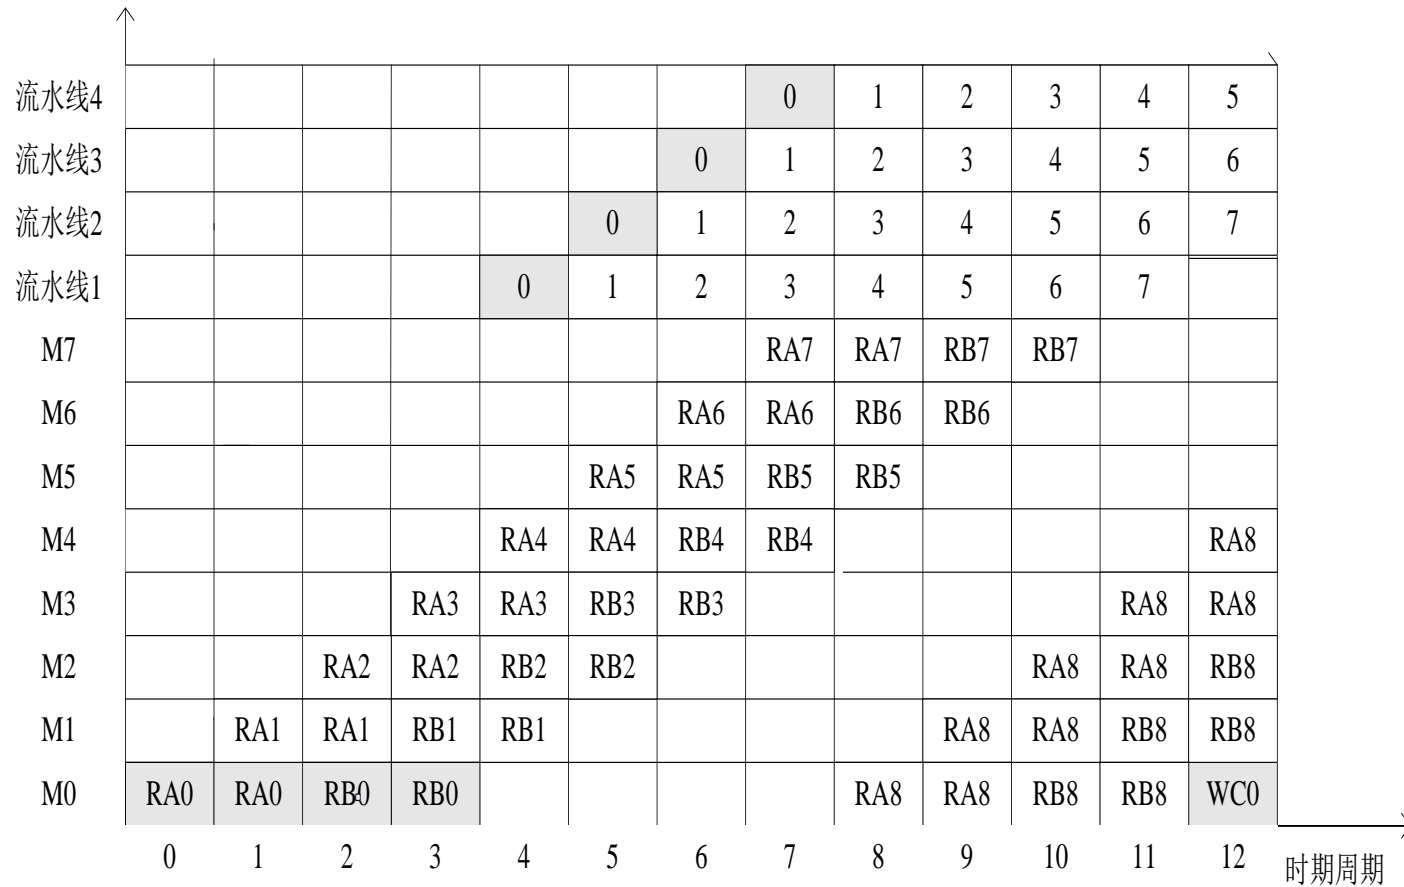 流水线4 0 1 2 3 4 5
流水线3 0 1 2 3 4 5 6
流水线2 0 1 2 3 4 5 6 7
流水线1 0 1 2 3 4 5 6 7
M7 RA7 RA7 RB7 RB7
M6 RA6 RA6 RB6 RB6
M5 RA5 RA5 RB5 RB5
M4 RA4 RA4 RB4 RB4 RA8
M3 RA3 RA3 RB3 RB3 RA8 RA8
M2 RA2 RA2 RB2 RB2 RA8 RA8 RB8
M1 RA1 RA1 RB1 RB1 RA8 RA8 RB8 RB8
M0 RA0 RA0 RB0 RB0 RA8 RA8 RB8 RB8 WC0
0 1 2 3 4 5 6 7 8 9 10 11 12 时期周期